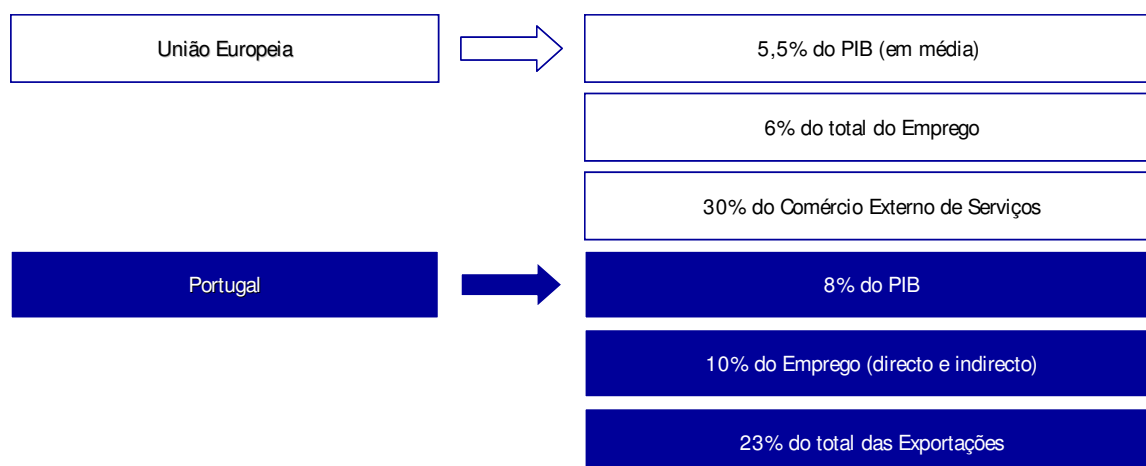 União Europeia
5,5% do PIB (em média)
6% do total do Emprego
30% do Comércio Externo de Serviços
Portugal
8% do PIB
10% do Emprego (directo e indirecto)
23% do total das Exportações